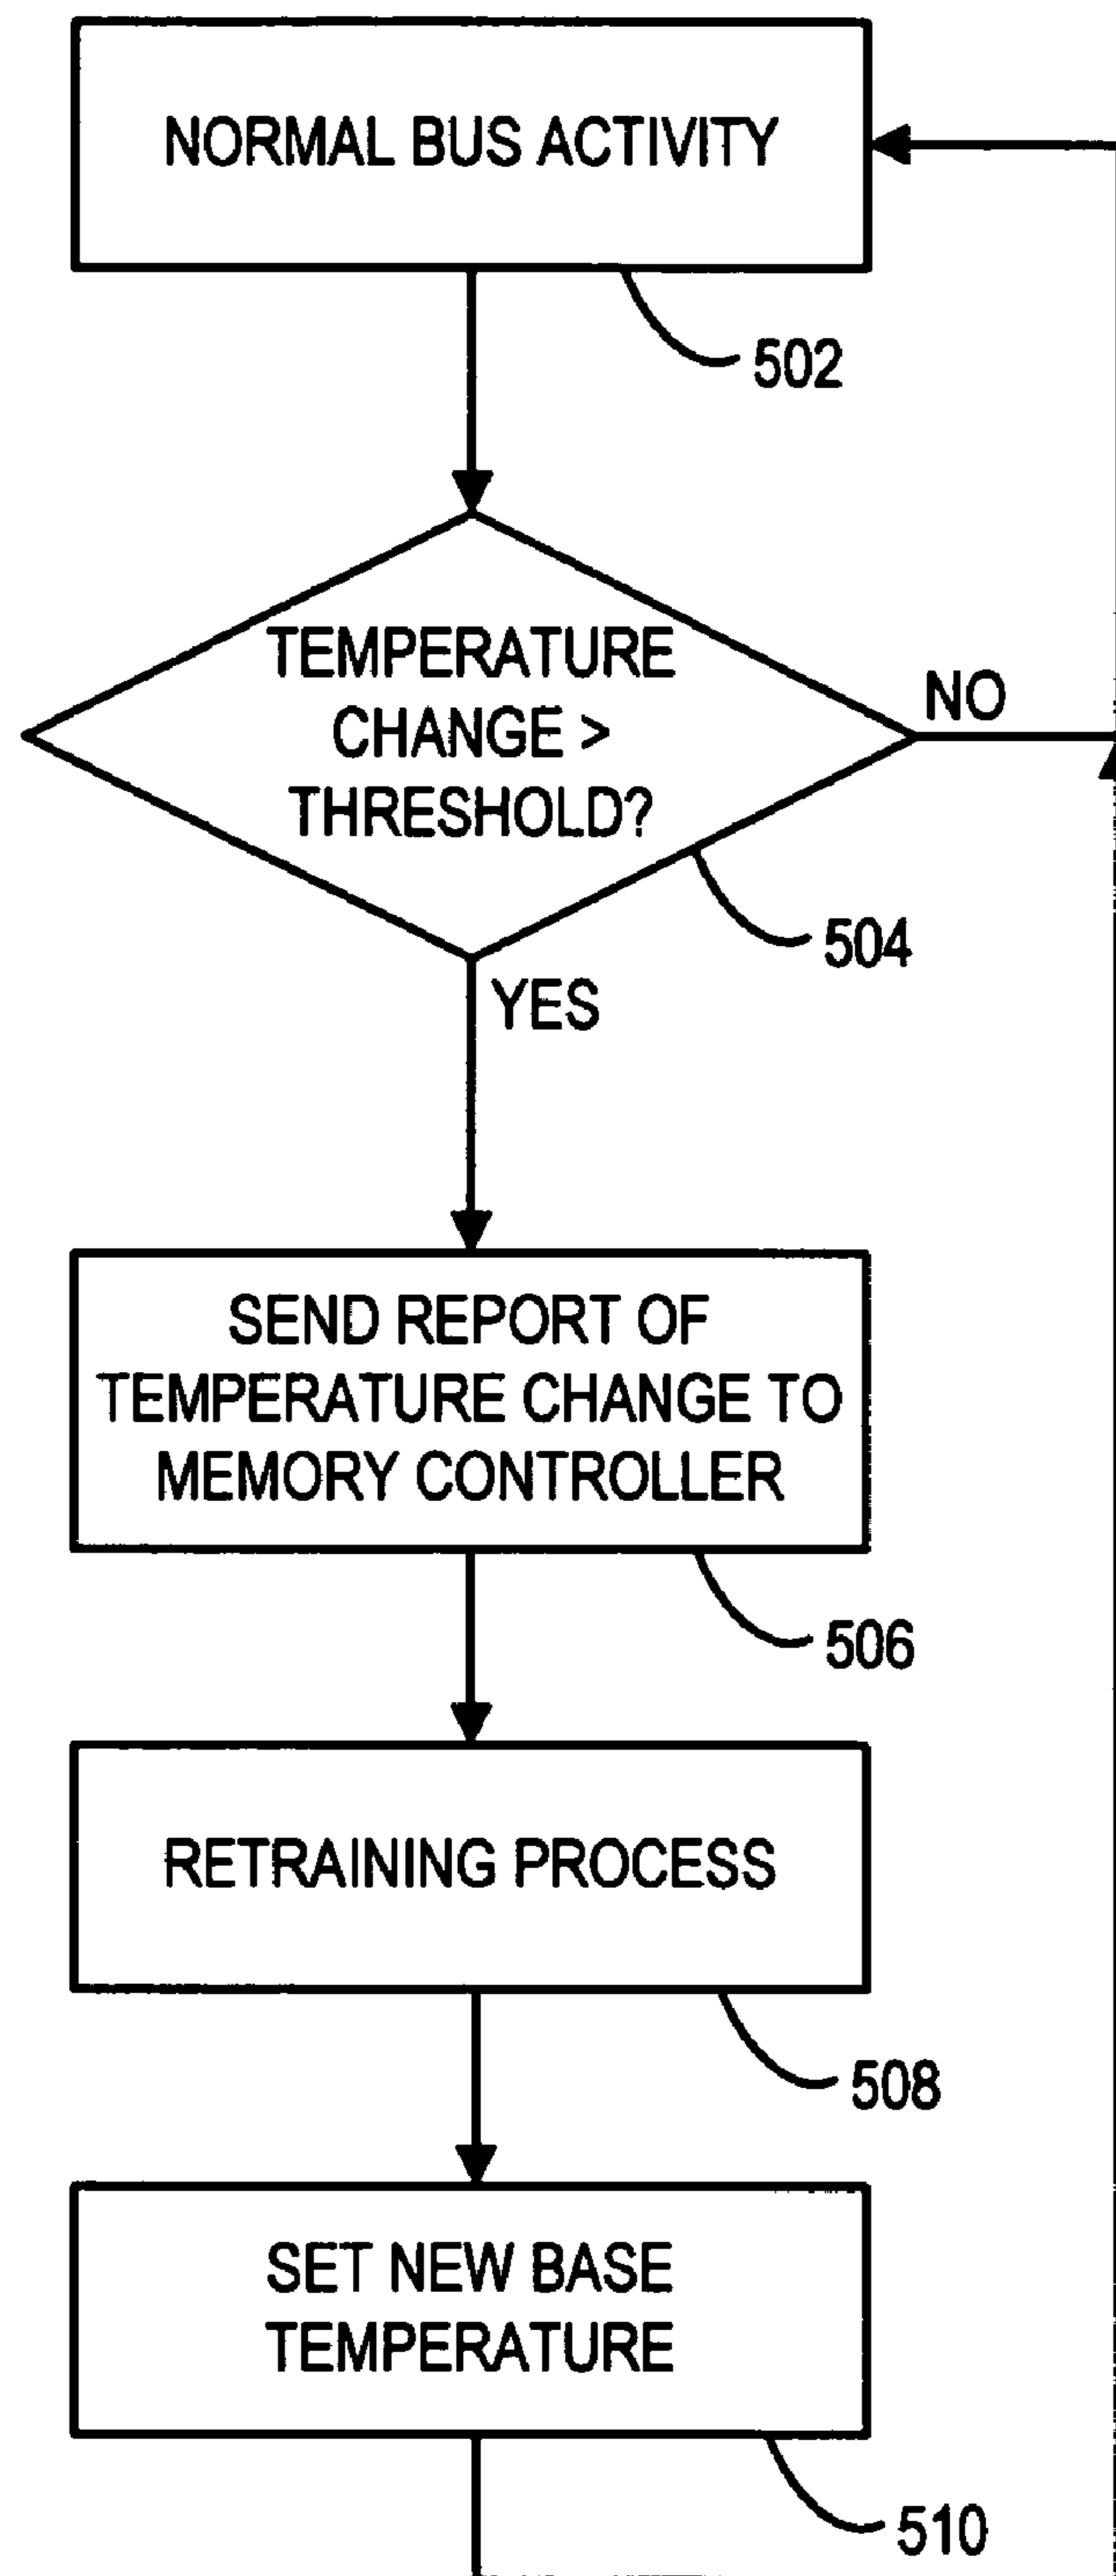 NORMAL BUS ACTIVITY
502
TEMPERATURE
CHANGE >
THRESHOLD?
NO
504
YES
SEND REPORT OF
TEMPERATURE CHANGE TO
MEMORY CONTROLLER
506
RETRAINING PROCESS
508
SET NEW BASE
TEMPERATURE
510